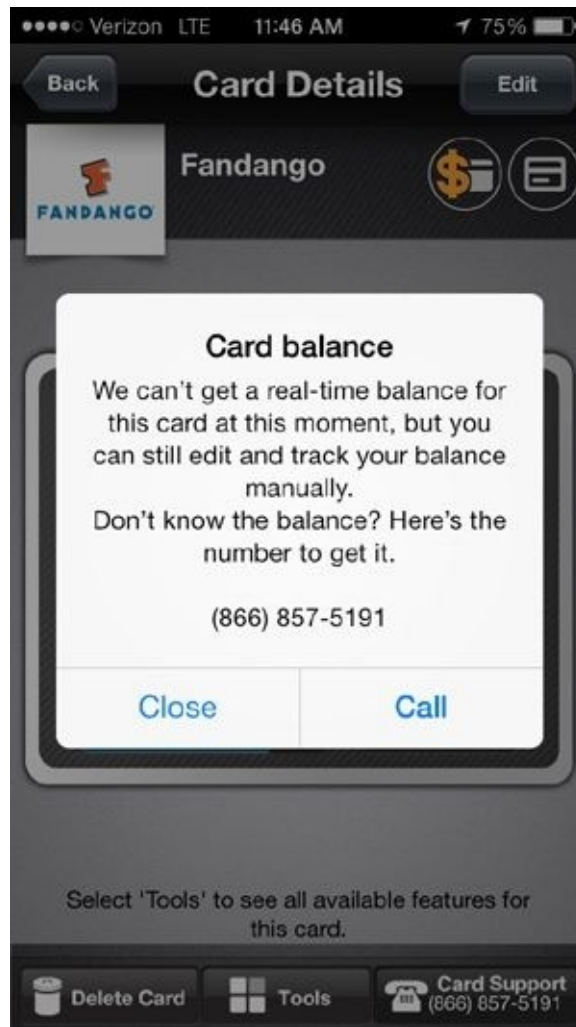 Verizon LTE 11:46 AM 75%
Back Card Details Edit
Fandango
FANDANGO
Card balance
We can't get a real-time balance for
this card at this moment, but you
can still edit and track your balance
manually.
Don't know the balance? Here's the
number to get it.
(866) 857-5191
Close Call
Select 'Tools' to see all available features for
this card.
Delete Card Tools Card Support
(866) 857-5191